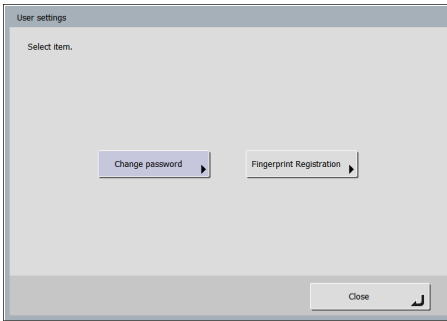 User settings
Select item.
Change password
Fingerprint Registration
Close